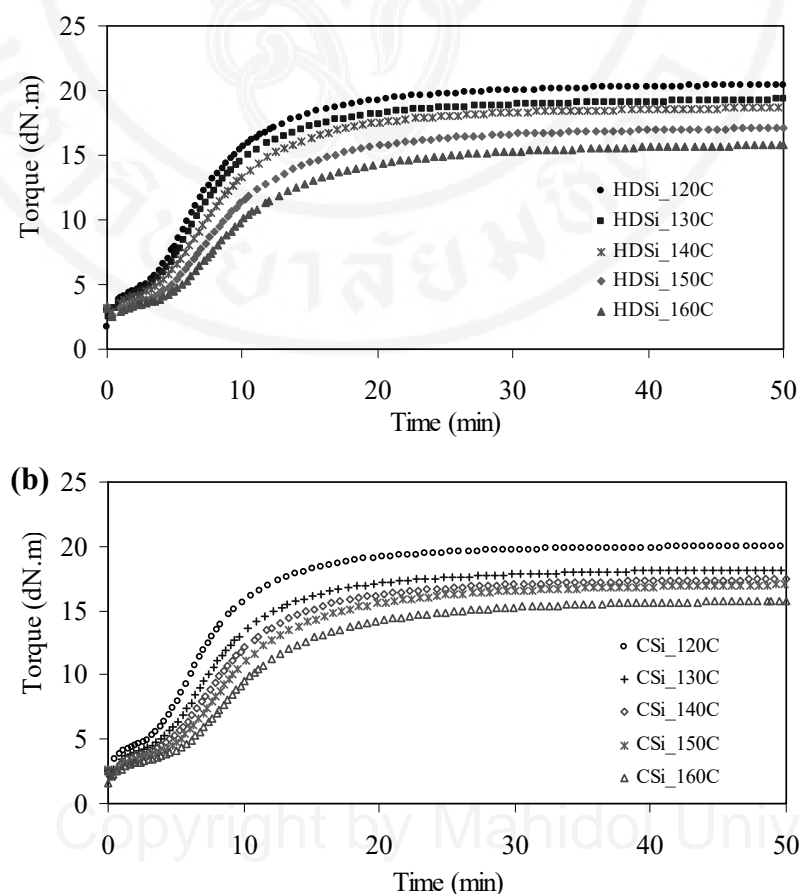 25
20
15
10
5
0
Torque (dN.m)
HDSi_120C
HDSi_130C
HDSi_140C
HDSi_150C
HDSi_160C
0 10 20 30 40 50
Time (min)
(b)
25
20
15
10
5
0
Torque (dN.m)
CSi_120C
CSi_130C
CSi_140C
CSi_150C
CSi_160C
0 10 20 30 40 50
Time (min)
Copyright by Mahidol Univ